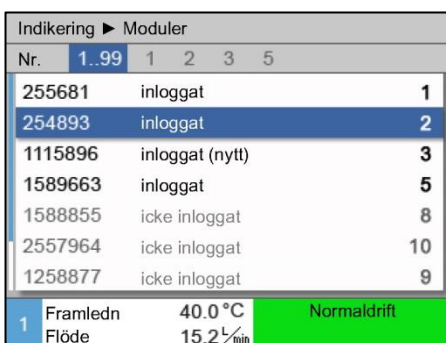 Indikering ► Moduler
Nr. 1..99 1 2 3 5
255681 inloggat 1
254893 inloggat 2
1115896 inloggat (nytt) 3
1589663 inloggat 5
1588855 icke inloggat 8
2557964 icke inloggat 10
1258877 icke inloggat 9
1 Framledn 40.0 °C Normaldrift
Flöde 15.2 L/min